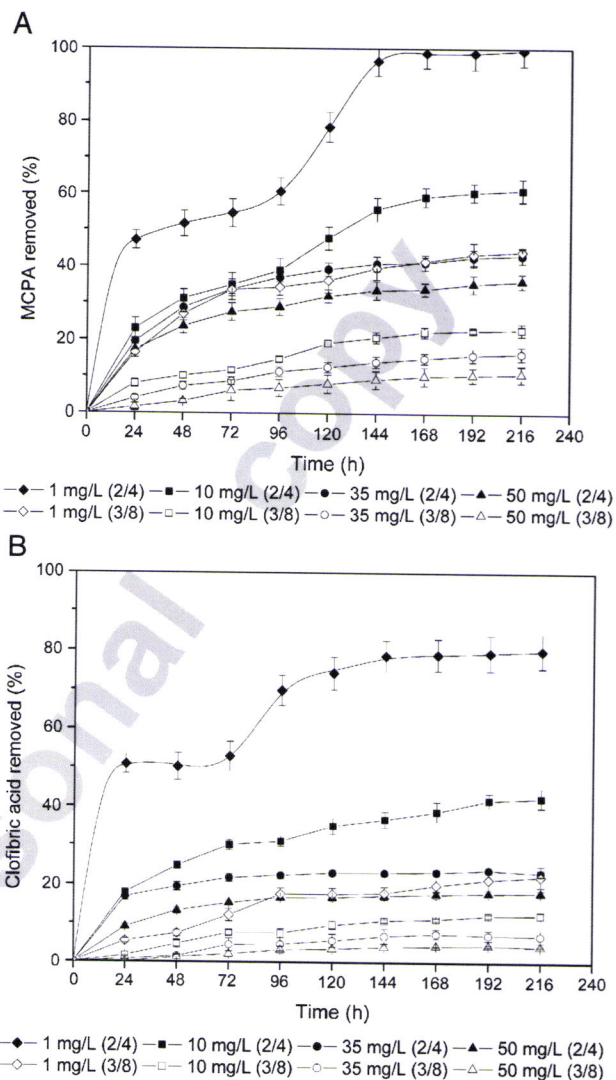 A
100
80
60
40
20
0
MCPA removed (%)
0 24 48 72 96 120 144 168 192 216 240
Time (h)
1 mg/L (2/4) 10 mg/L (2/4) 35 mg/L (2/4) 50 mg/L (2/4)
1 mg/L (3/8) 10 mg/L (3/8) 35 mg/L (3/8) 50 mg/L (3/8)
copy
B
100
80
60
40
20
0
Clofibric acid removed (%)
0 24 48 72 96 120 144 168 192 216 240
Time (h)
1 mg/L (2/4) 10 mg/L (2/4) 35 mg/L (2/4) 50 mg/L (2/4)
1 mg/L (3/8) 10 mg/L (3/8) 35 mg/L (3/8) 50 mg/L (3/8)
sonal